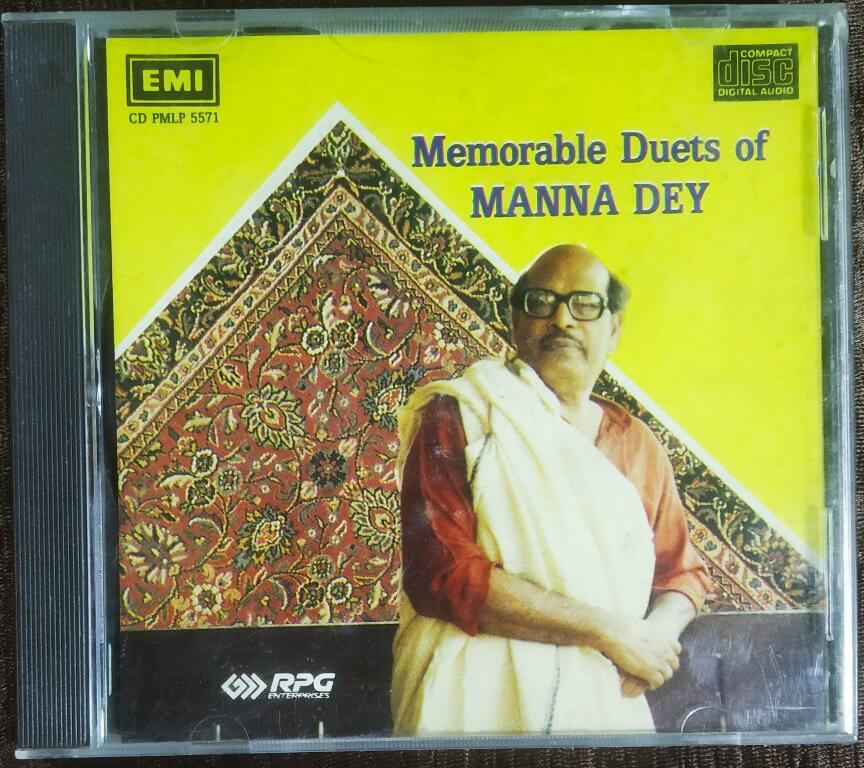 EMI
CD PMLP 5571
COMPACT
disc
DIGITAL AUDIO
Memorable Duets of
MANNA DEY
RPG
ENTERPRISES